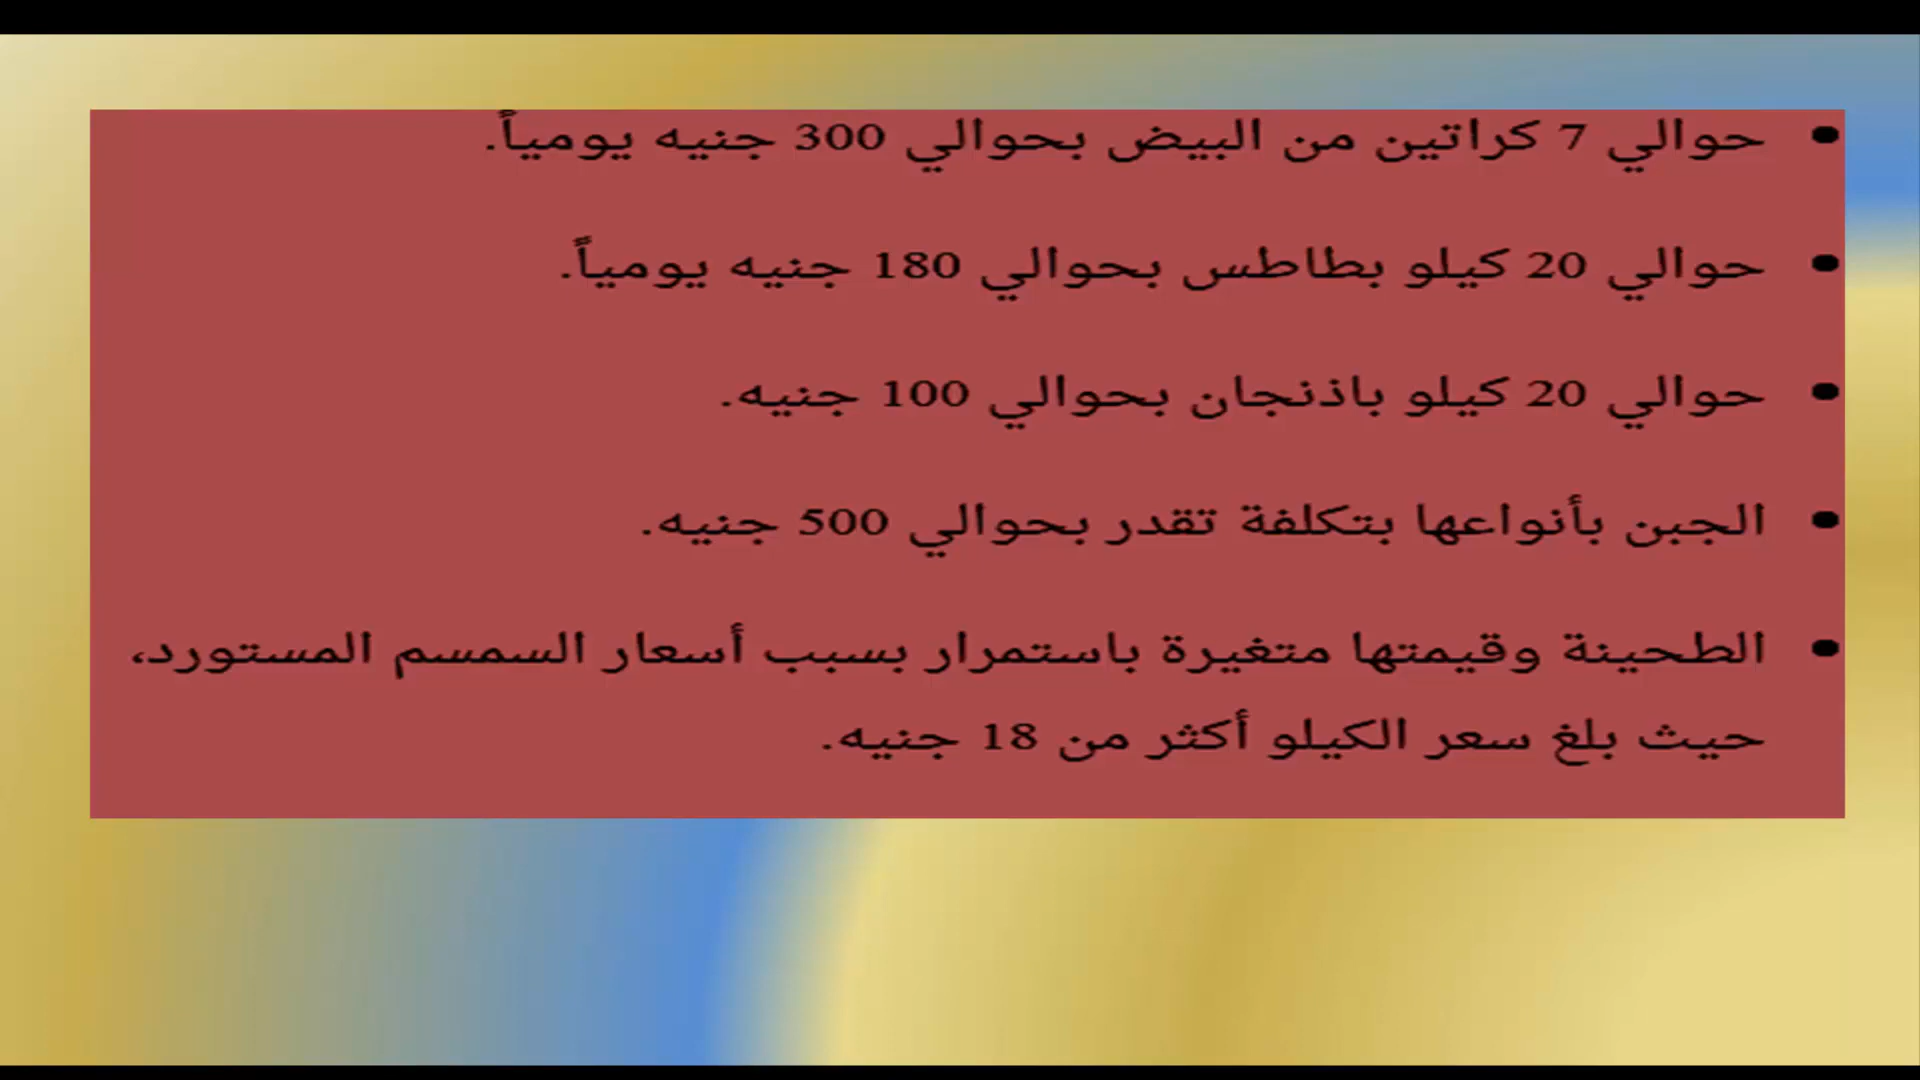 • حوالي 7 كراتين من البيض بحوالي 300 جنيه يومياً.
• حوالي 20 كيلو بطاطس بحوالي 180 جنيه يومياً.
• حوالي 20 كيلو باذنجان بحوالي 100 جنيه.
• الجبن بأنواعها بتكلفة تقدر بحوالي 500 جنيه.
• الطحينة وقيمتها متغيرة باستمرار بسبب أسعار السمسم المستورد،
حيث بلغ سعر الكيلو أكثر من 18 جنيه.